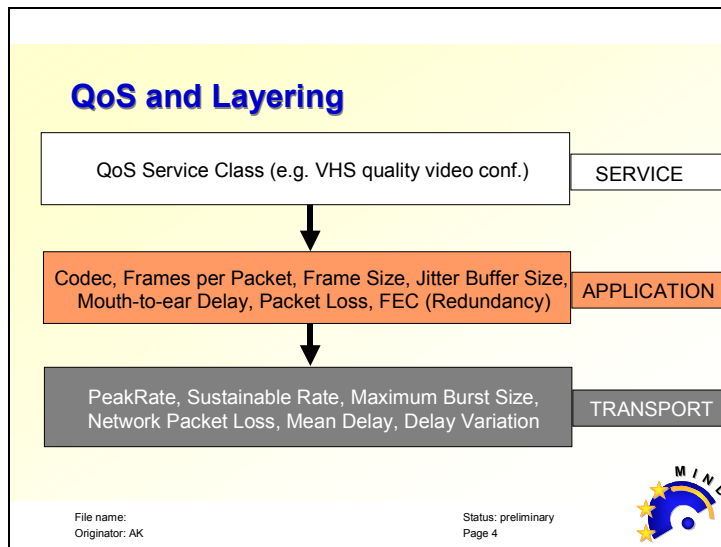 QoS and Layering
QoS Service Class (e.g. VHS quality video conf.)
SERVICE
Codec, Frames per Packet, Frame Size, Jitter Buffer Size,
Mouth-to-ear Delay, Packet Loss, FEC (Redundancy)
APPLICATION
PeakRate, Sustainable Rate, Maximum Burst Size,
Network Packet Loss, Mean Delay, Delay Variation
TRANSPORT
File name:
Originator: AK
Status: preliminary
Page 4